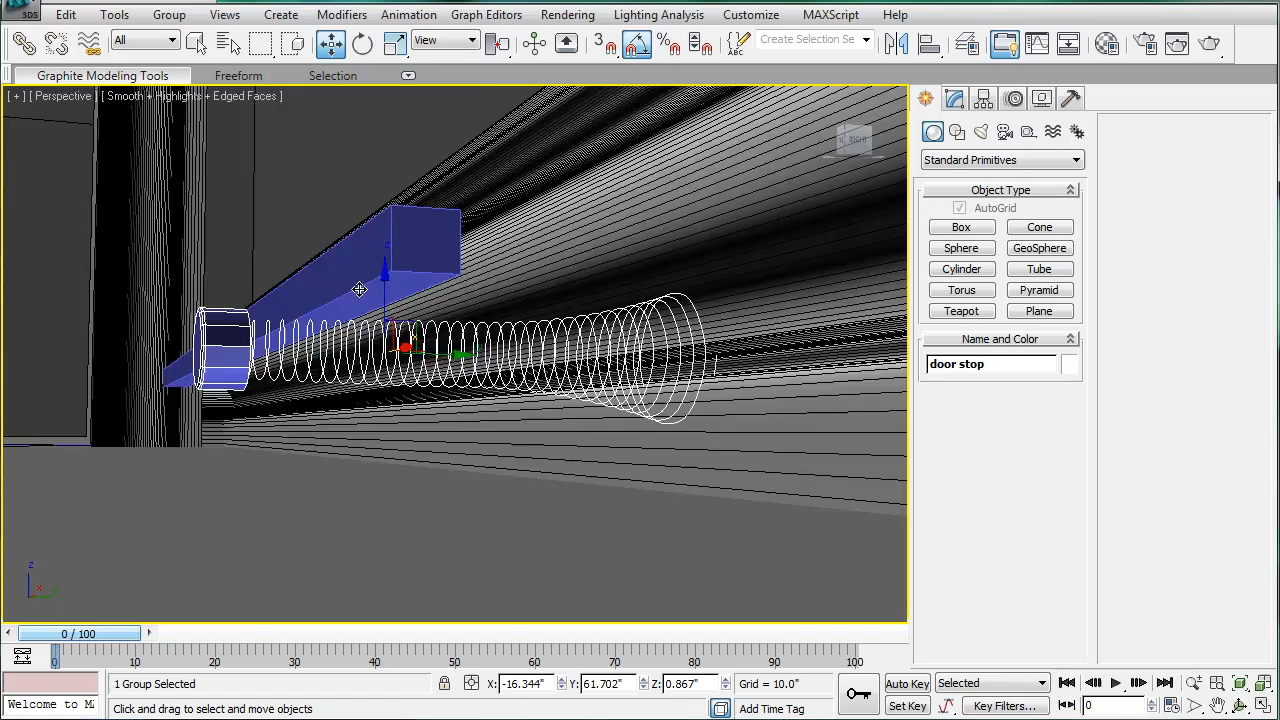 3DS Edit Tools Group Views Create Modifiers Animation Graph Editors Rendering Lighting Analysis Customize MAXScript Help
All View 3 ABC Create Selection Se
Graphite Modeling Tools Freeform Selection
[ + ] [ Perspective ] [ Smooth + Highlights + Edged Faces ]
RIGHT
Standard Primitives
Object Type
AutoGrid
Box Cone
Sphere GeoSphere
Cylinder Tube
Torus Pyramid
Teapot Plane
Name and Color
door stop
z
z
x y
0 / 100
0 10 20 30 40 50 60 70 80 90 100
1 Group Selected X: -16.344" Y: 61.702" Z: 0.867" Grid = 10.0" Auto Key Selected
Welcome to M Click and drag to select and move objects Add Time Tag Set Key Key Filters... 0